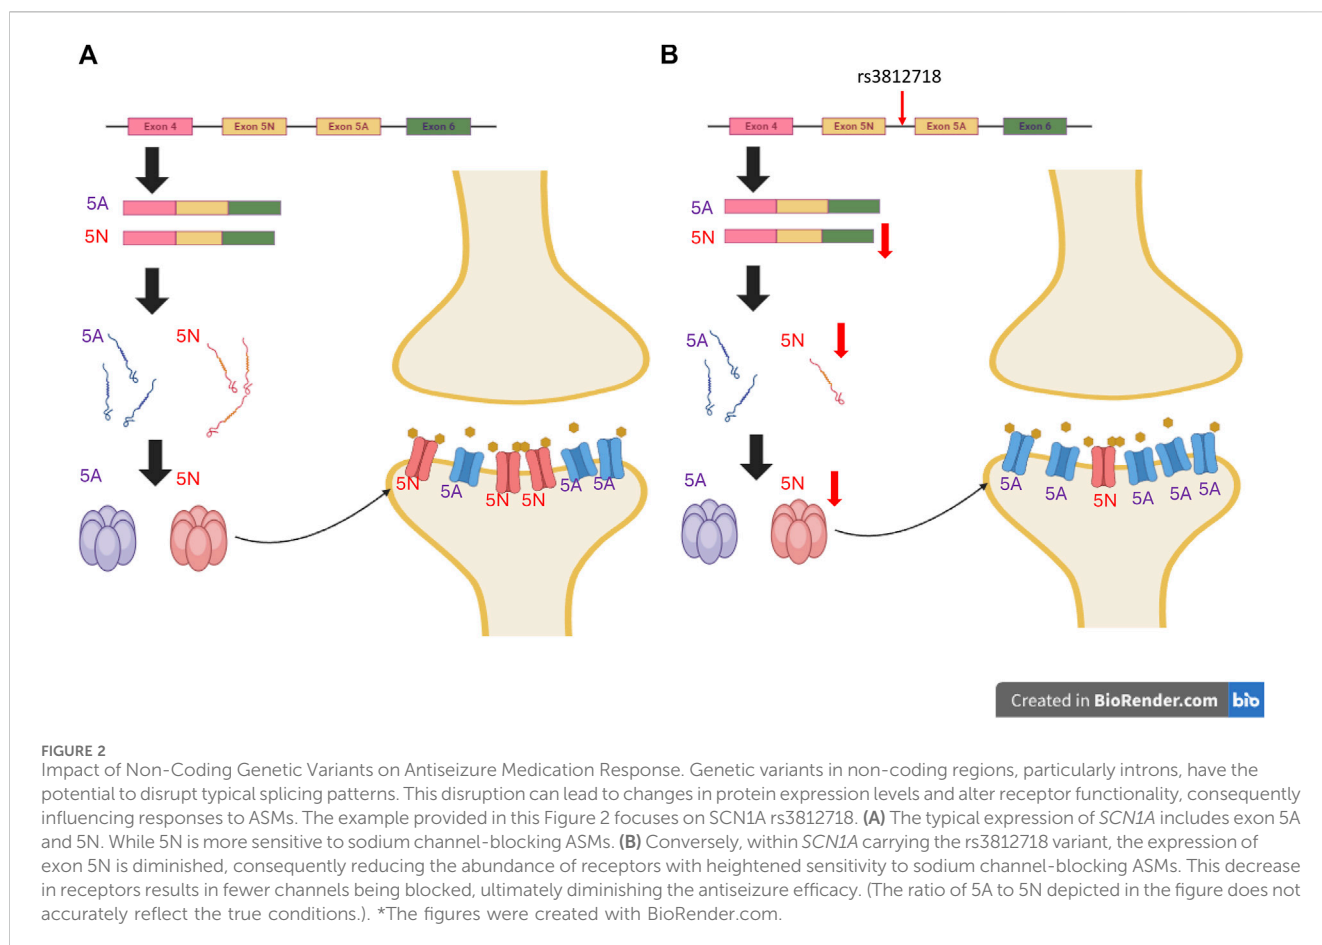 A
Exon 4 Exon 5N Exon 5A Exon 6
5A
5N
5A 5N
5A 5N
5N 5A 5N 5N 5A 5A
B
rs3812718
Exon 4 Exon 5N Exon 5A Exon 6
5A
5N
5A 5N
5A 5N
5A 5A 5N 5A 5A 5A
Created in BioRender.com bio
FIGURE 2
Impact of Non-Coding Genetic Variants on Antiseizure Medication Response. Genetic variants in non-coding regions, particularly introns, have the
potential to disrupt typical splicing patterns. This disruption can lead to changes in protein expression levels and alter receptor functionality, consequently
influencing responses to ASMs. The example provided in this Figure 2 focuses on SCN1A rs3812718. (A) The typical expression of SCN1A includes exon 5A
and 5N. While 5N is more sensitive to sodium channel-blocking ASMs. (B) Conversely, within SCN1A carrying the rs3812718 variant, the expression of
exon 5N is diminished, consequently reducing the abundance of receptors with heightened sensitivity to sodium channel-blocking ASMs. This decrease
in receptors results in fewer channels being blocked, ultimately diminishing the antiseizure efficacy. (The ratio of 5A to 5N depicted in the figure does not
accurately reflect the true conditions.). *The figures were created with BioRender.com.